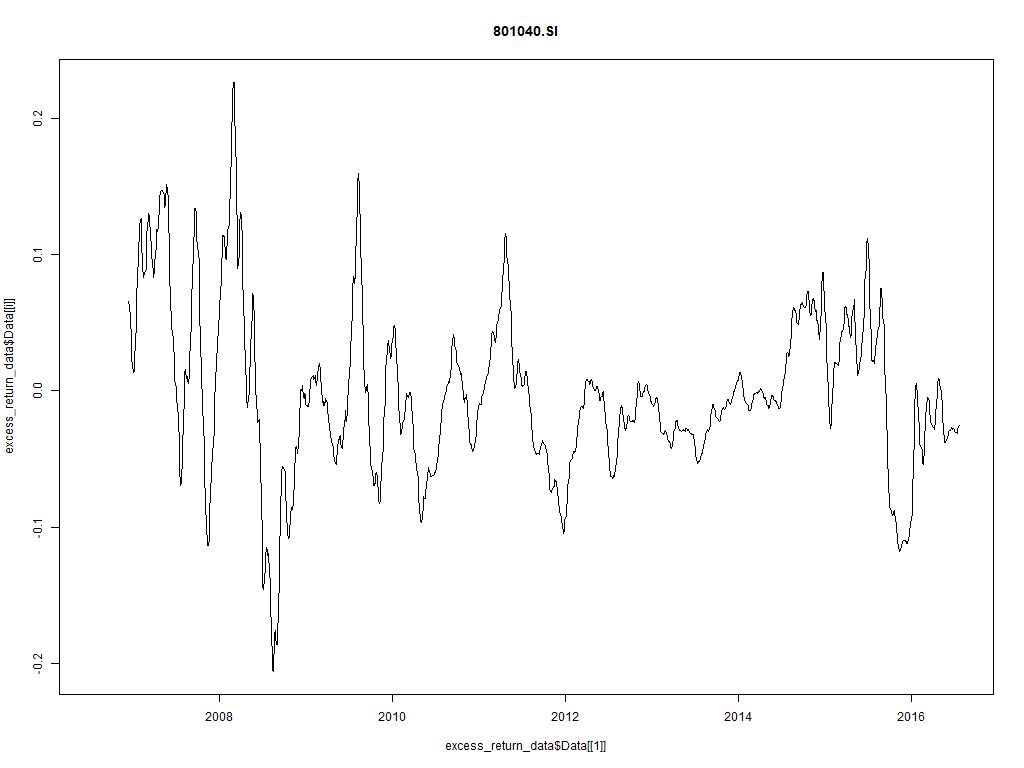 801040.SI
excess_return_data$Data[[i]]
0.2
0.1
0.0
-0.1
-0.2
2008 2010 2012 2014 2016
excess_return_data$Data[[1]]